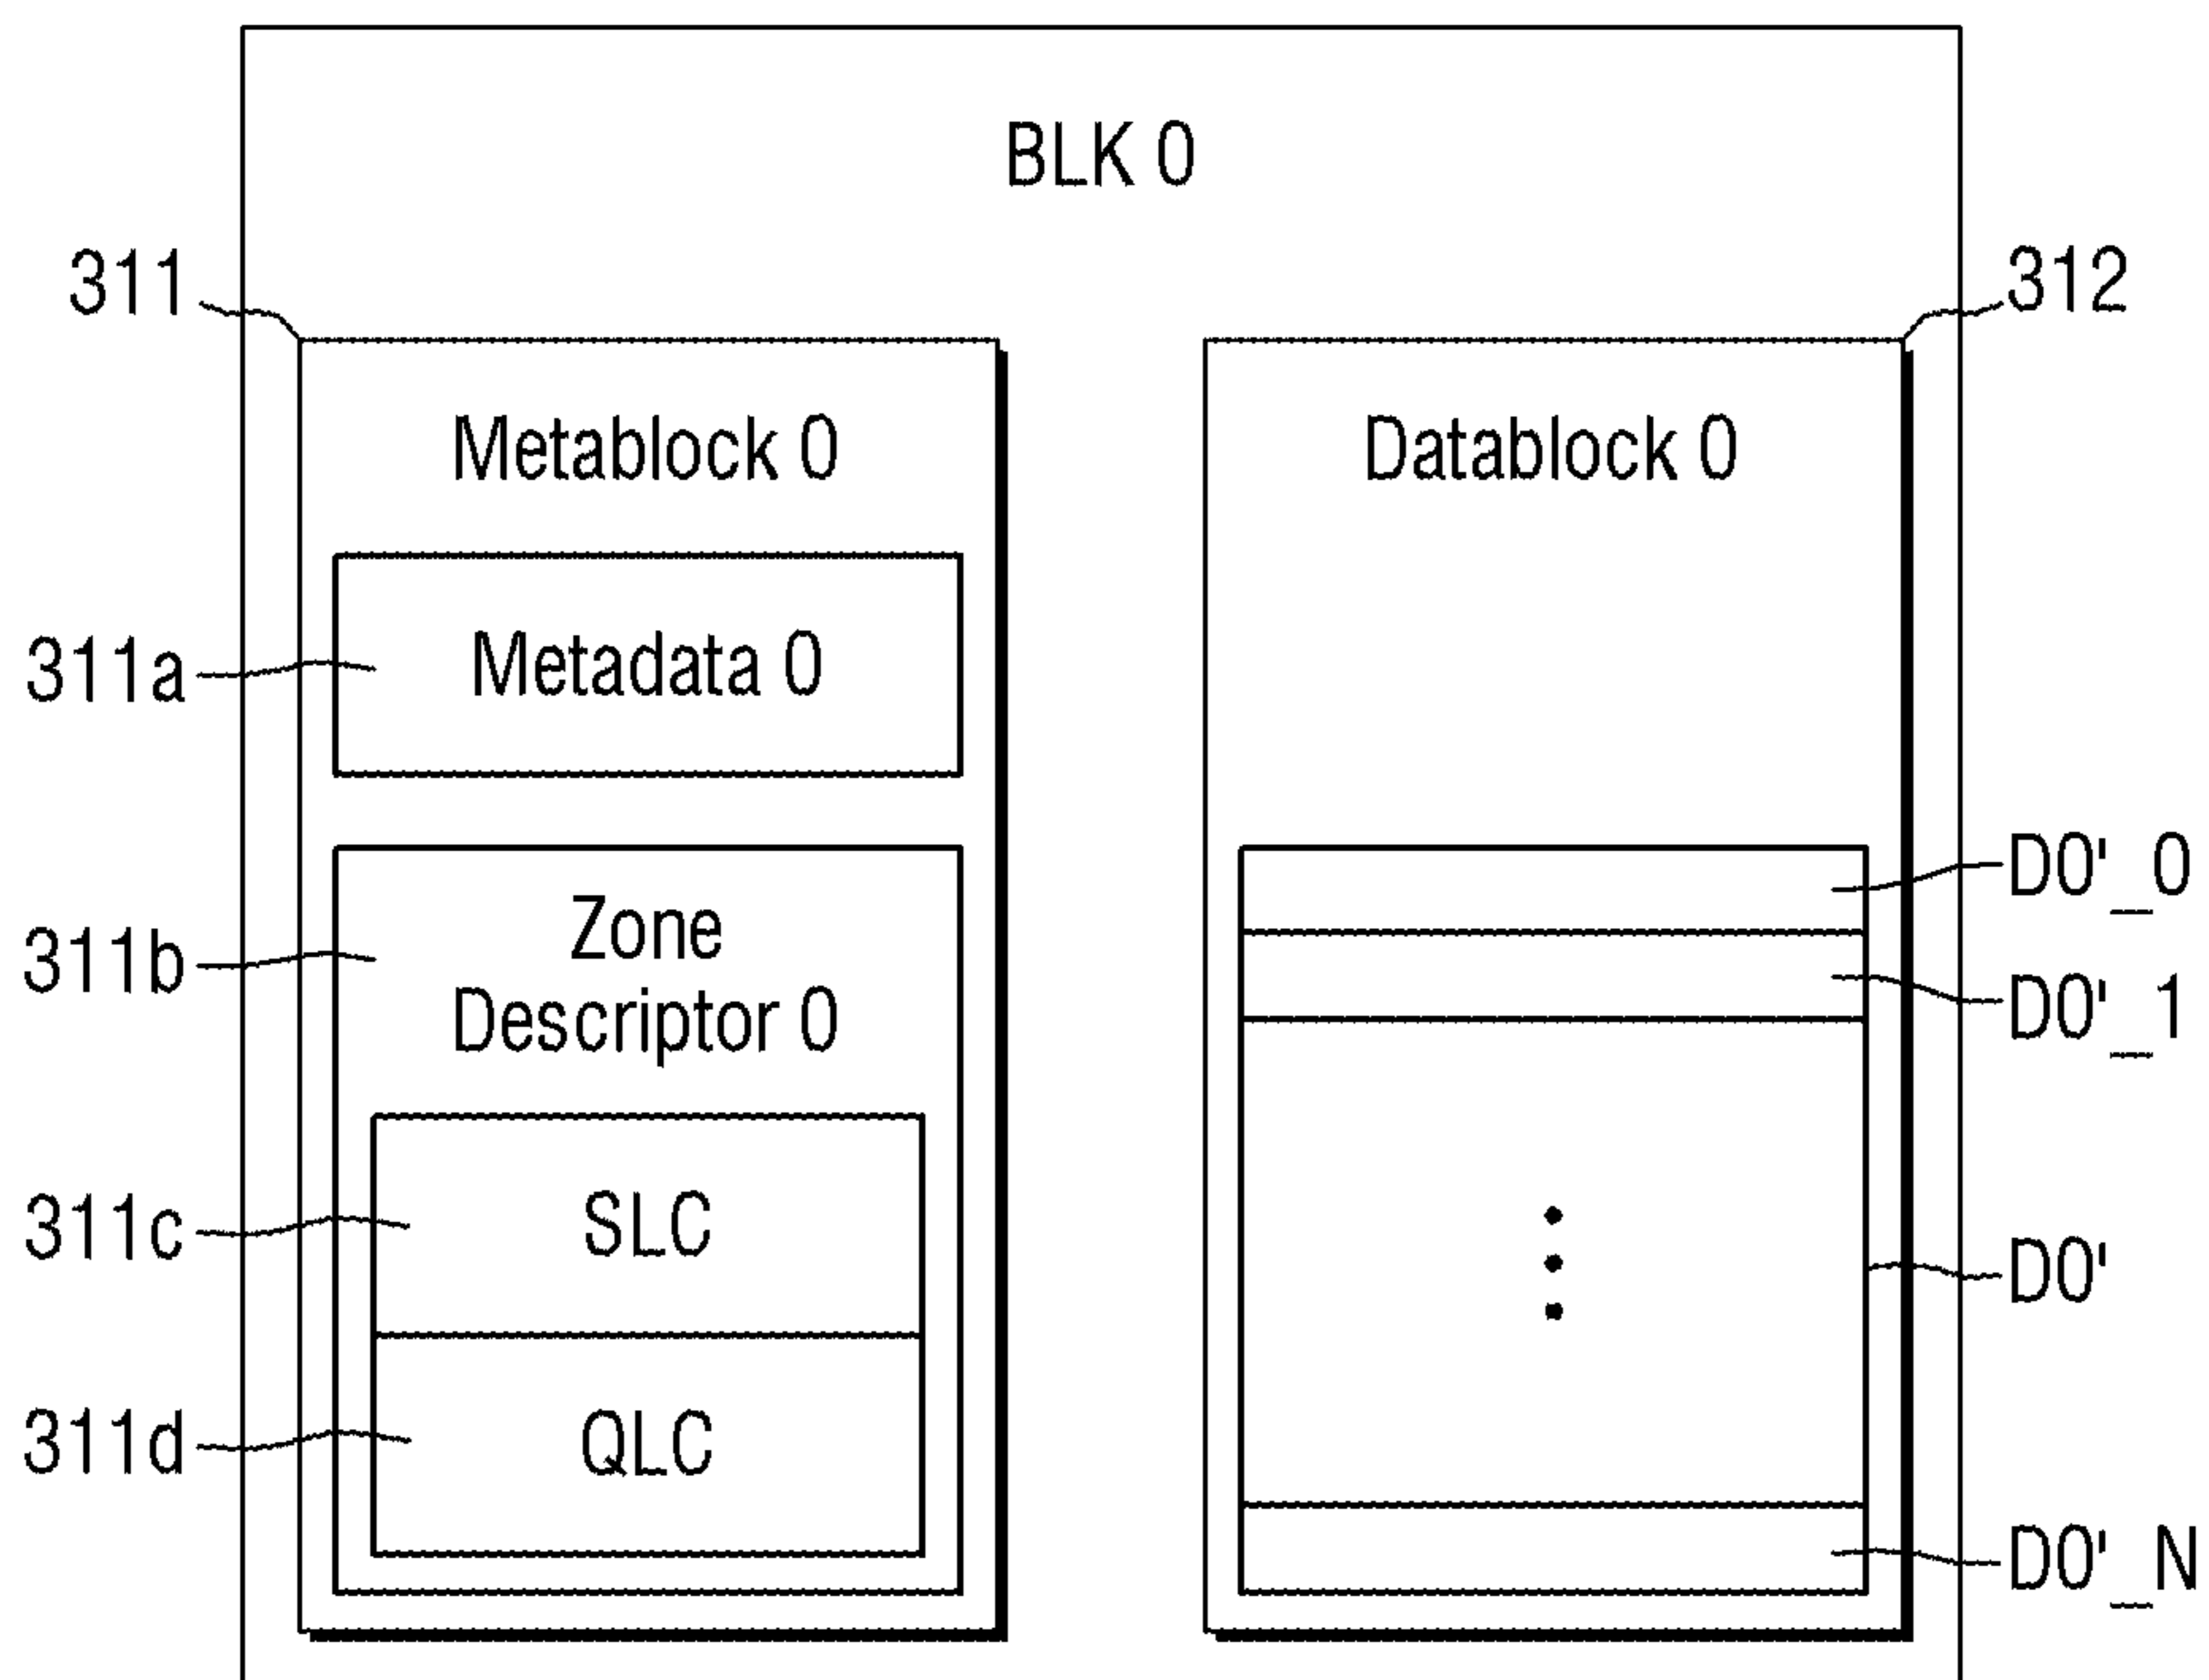 BLK 0
311
312
Metablock 0
Datablock 0
311a
Metadata 0
D0'_0
311b
Zone
Descriptor 0
D0'_1
311c
SLC
D0'
311d
QLC
D0'_N